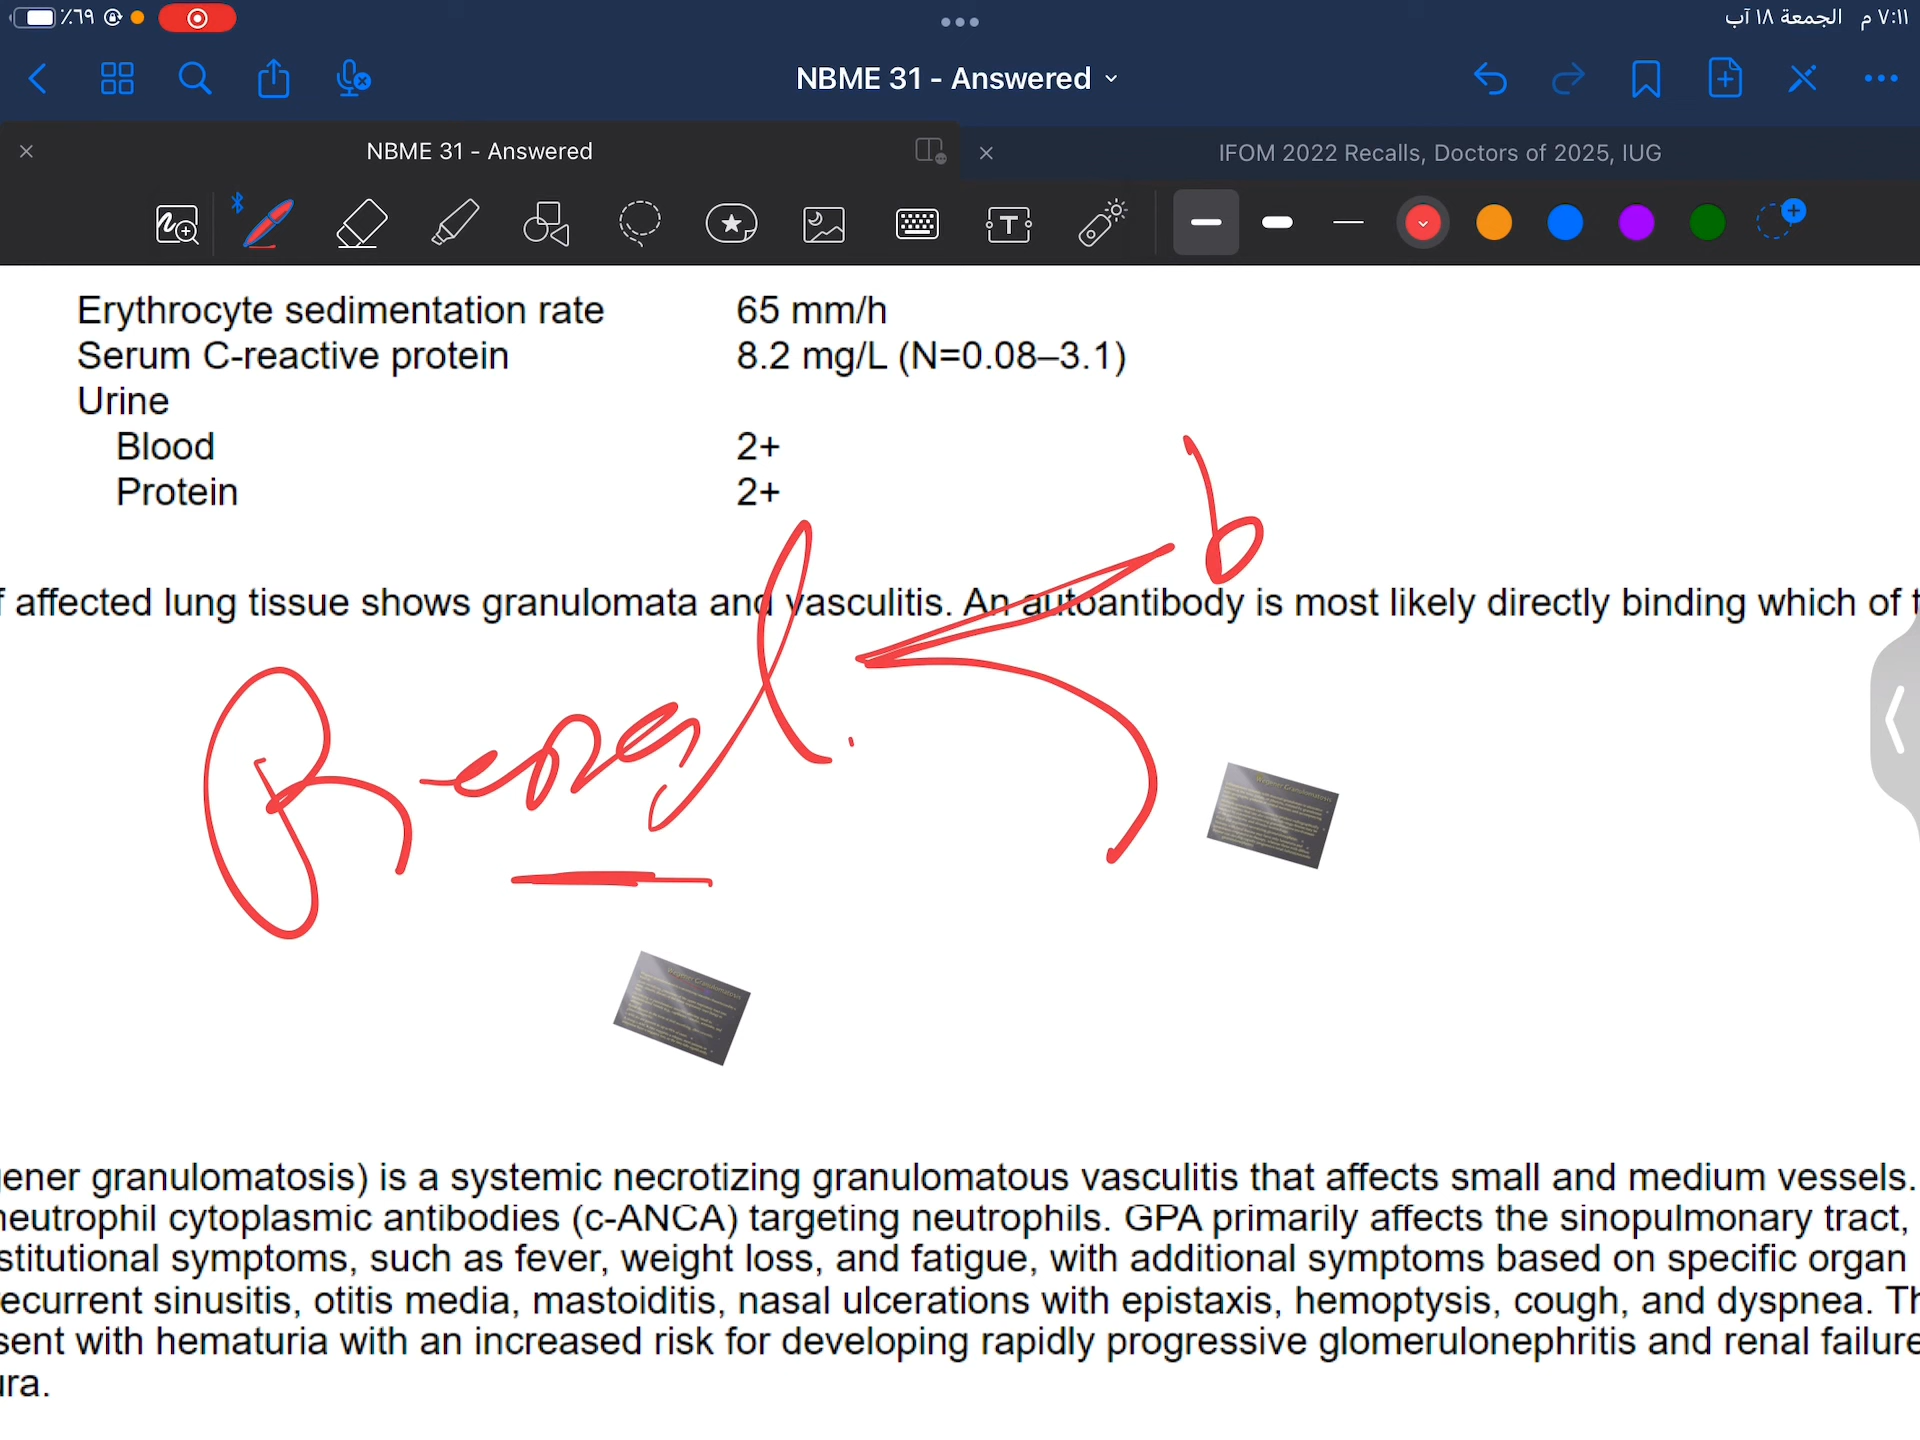 ٪٦٩
الجمعة ١٨ آب ٧:١١ م
NBME 31 - Answered
NBME 31 - Answered
IFOM 2022 Recalls, Doctors of 2025, IUG
T
Erythrocyte sedimentation rate 65 mm/h
Serum C-reactive protein 8.2 mg/L (N=0.08–3.1)
Urine
Blood 2+
Protein 2+
b
f affected lung tissue shows granulomata and vasculitis. An autoantibody is most likely directly binding which of t
Renal.
Wegener Granulomatosis
Wegener Granulomatosis
ener granulomatosis) is a systemic necrotizing granulomatous vasculitis that affects small and medium vessels.
neutrophil cytoplasmic antibodies (c-ANCA) targeting neutrophils. GPA primarily affects the sinopulmonary tract,
stitutional symptoms, such as fever, weight loss, and fatigue, with additional symptoms based on specific organ
ecurrent sinusitis, otitis media, mastoiditis, nasal ulcerations with epistaxis, hemoptysis, cough, and dyspnea. Th
sent with hematuria with an increased risk for developing rapidly progressive glomerulonephritis and renal failure
ura.